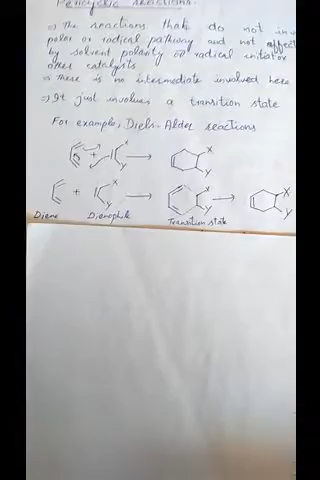 Pericyclic reactions.
⇒ The reactions that do not inv
polar or radical pathway and not affect
by solvent polarity or radical initiator
other catalysts
⇒ There is no intermediate involved here
⇒ It just involves a transition state
For example, Diels-Alder reactions
+ X Y → X Y
+ X Y → X Y → X Y
Diene Dienophile Transition state